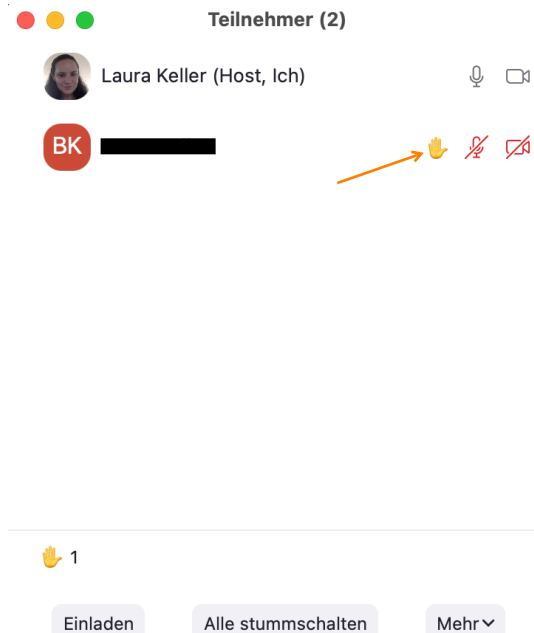 Teilnehmer (2)
Laura Keller (Host, Ich)
BK
1
Einladen Alle stummschalten Mehr